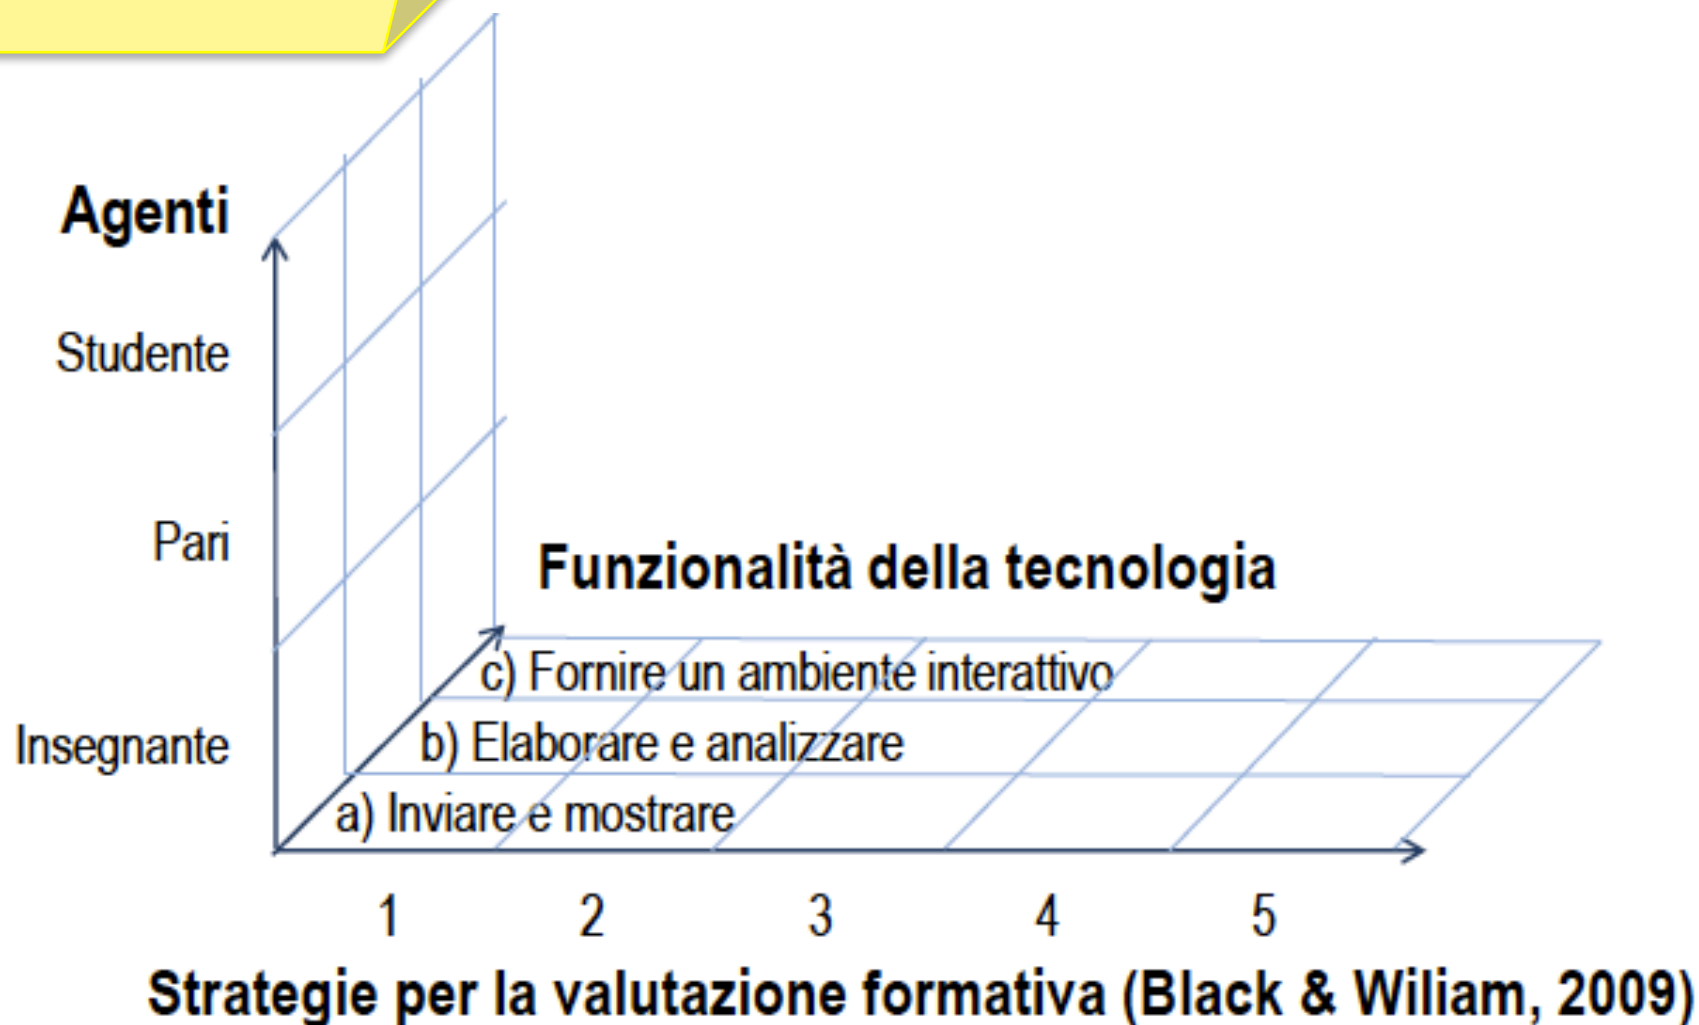 Agenti
Studente
Pari
Insegnante
Funzionalità della tecnologia
c) Fornire un ambiente interattivo
b) Elaborare e analizzare
a) Inviare e mostrare
1 2 3 4 5
Strategie per la valutazione formativa (Black & Wiliam, 2009)